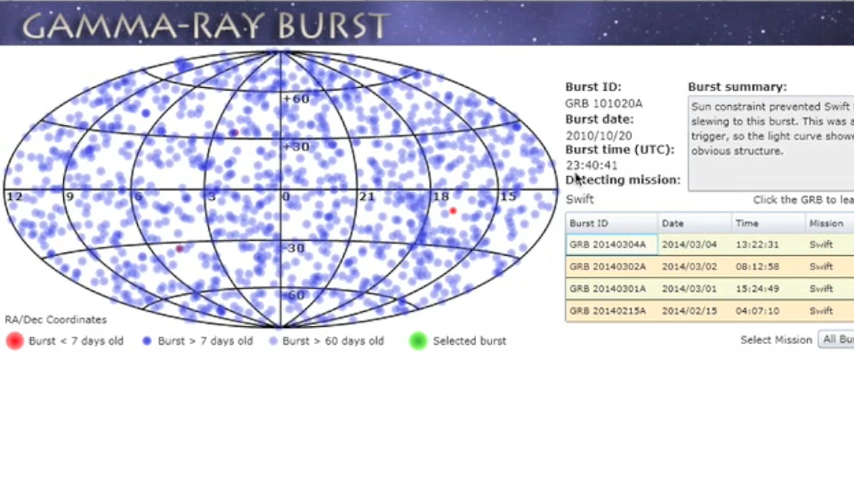 GAMMA-RAY BURST
+60
+30
12 9 6 3 0 21 18 15
-30
-60
RA/Dec Coordinates
Burst < 7 days old
Burst > 7 days old
Burst > 60 days old
Selected burst
Burst ID:
GRB 101020A
Burst date:
2010/10/20
Burst time (UTC):
23:40:41
Detecting mission:
Swift
Burst summary:
Sun constraint prevented Swift
slewing to this burst. This was a
trigger, so the light curve showe
obvious structure.
Click the GRB to lea
Burst ID Date Time Mission
GRB 20140304A 2014/03/04 13:22:31 Swift
GRB 20140302A 2014/03/02 08:12:58 Swift
GRB 20140301A 2014/03/01 15:24:49 Swift
GRB 20140215A 2014/02/15 04:07:10 Swift
Select Mission All Bu